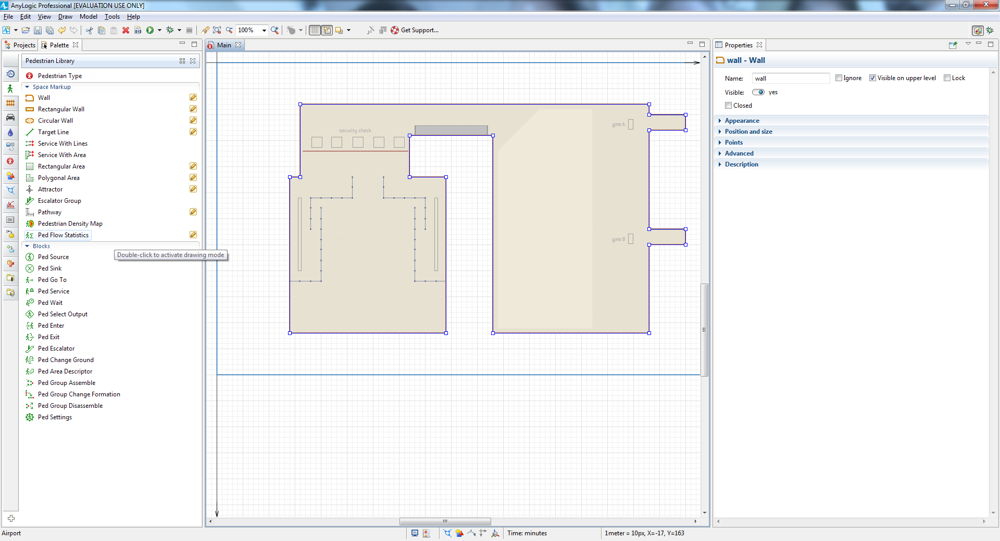 AnyLogic Professional [EVALUATION USE ONLY]
File Edit View Draw Model Tools Help
100% Get Support...
Projects Palette
Main
Properties
Pedestrian Library
Pedestrian Type
Space Markup
Wall
Rectangular Wall
Circular Wall
Target Line
Service With Lines
Service With Area
Rectangular Area
Polygonal Area
Attractor
Escalator Group
Pathway
Pedestrian Density Map
Ped Flow Statistics
Blocks
Ped Source
Ped Sink
Ped Go To
Ped Service
Ped Wait
Ped Select Output
Ped Enter
Ped Exit
Ped Escalator
Ped Change Ground
Ped Area Descriptor
Ped Group Assemble
Ped Group Change Formation
Ped Group Disassemble
Ped Settings
OK
Double-click to activate drawing mode
security check
gate A
gate B
wall - Wall
Name: wall Ignore Visible on upper level Lock
Visible: yes
Closed
Appearance
Position and size
Points
Advanced
Description
Airport
Time: minutes
1meter = 10px, X=-17, Y=163